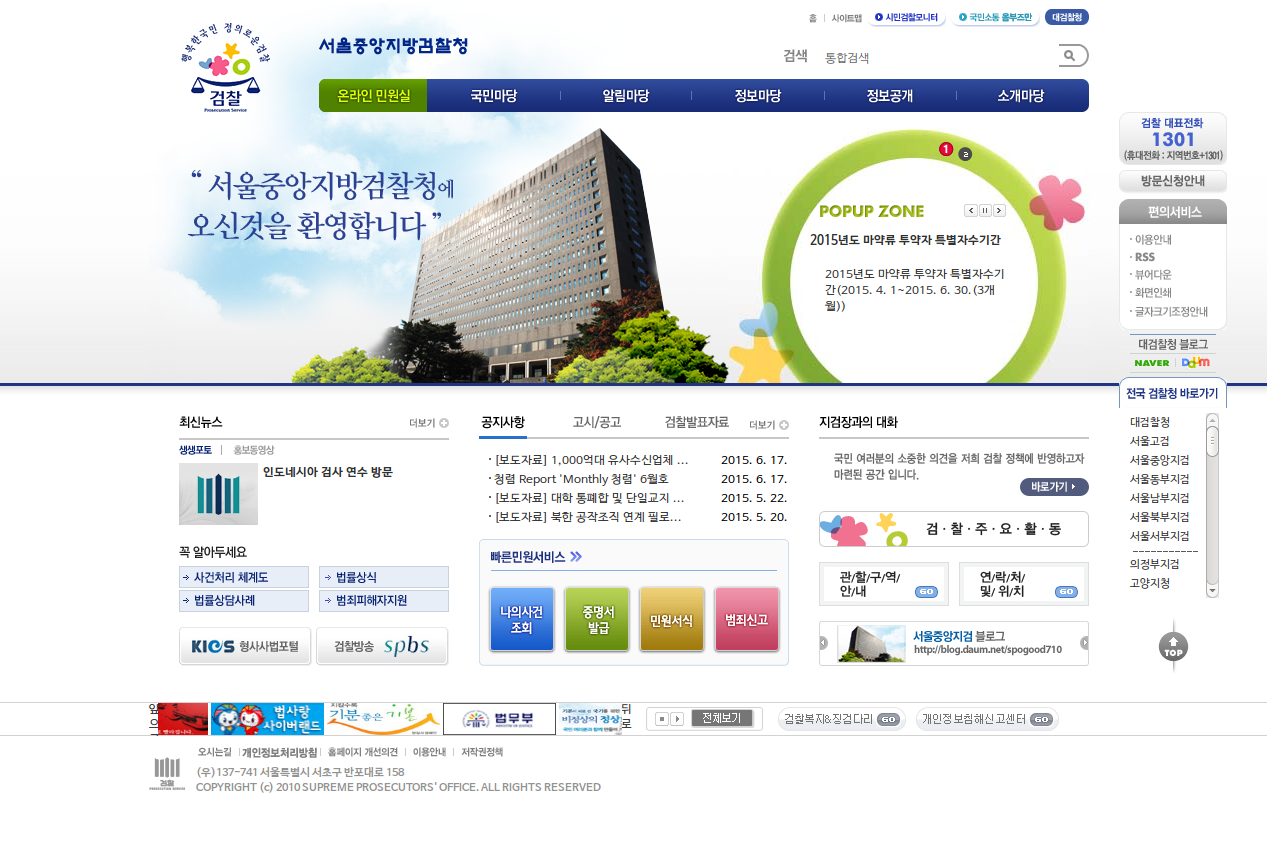 홈 사이트맵 시민검찰모니터 국민소통 옴부즈만 대검찰청
행복한국민 정의로운검찰
검찰
Prosecution Service
서울중앙지방검찰청
검색 통합검색
온라인 민원실 국민마당 알림마당 정보마당 정보공개 소개마당
“ 서울중앙지방검찰청에
오신것을 환영합니다 ”
1 2
POPUP ZONE
2015년도 마약류 투약자 특별자수기간
2015년도 마약류 투약자 특별자수기
간(2015. 4. 1~2015. 6. 30.(3개
월))
검찰 대표전화
1301
(휴대전화 : 지역번호+1301)
방문신청안내
편의서비스
이용안내
RSS
뷰어다운
화면인쇄
글자크기조정안내
대검찰청 블로그
NAVER Daum
전국 검찰청 바로가기
대검찰청
서울고검
서울중앙지검
서울동부지검
서울남부지검
서울북부지검
서울서부지검
-----------
의정부지검
고양지청
TOP
최신뉴스 더보기
생생포토 홍보동영상
인도네시아 검사 연수 방문
꼭 알아두세요
사건처리 체계도 법률상식
법률상담사례 범죄피해자지원
KICS 형사사법포털 검찰방송 spbs
공지사항 고시/공고 검찰발표자료 더보기
[보도자료] 1,000억대 유사수신업체 ... 2015. 6. 17.
청렴 Report 'Monthly 청렴' 6월호 2015. 6. 17.
[보도자료] 대학 통폐합 및 단일교지 ... 2015. 5. 22.
[보도자료] 북한 공작조직 연계 필로... 2015. 5. 20.
빠른민원서비스
나의사건
조회
증명서
발급
민원서식
범죄신고
지검장과의 대화
국민 여러분의 소중한 의견을 저희 검찰 정책에 반영하고자
마련된 공간 입니다.
바로가기
검·찰·주·요·활·동
관/할/구/역/
안/내 GO
연/락/처/
및/ 위/치 GO
서울중앙지검 블로그
http://blog.daum.net/spogood710
앞
으
법사랑
사이버랜드
기분좋은 기본
법무부
비정상의 정상
뒤
로
전체보기
검찰복지&징검다리 GO
개인정보침해신고센터 GO
오시는길 개인정보처리방침 홈페이지 개선의견 이용안내 저작권정책
검찰
PROSECUTION SERVICE
(우)137-741 서울특별시 서초구 반포대로 158
COPYRIGHT (c) 2010 SUPREME PROSECUTORS' OFFICE. ALL RIGHTS RESERVED